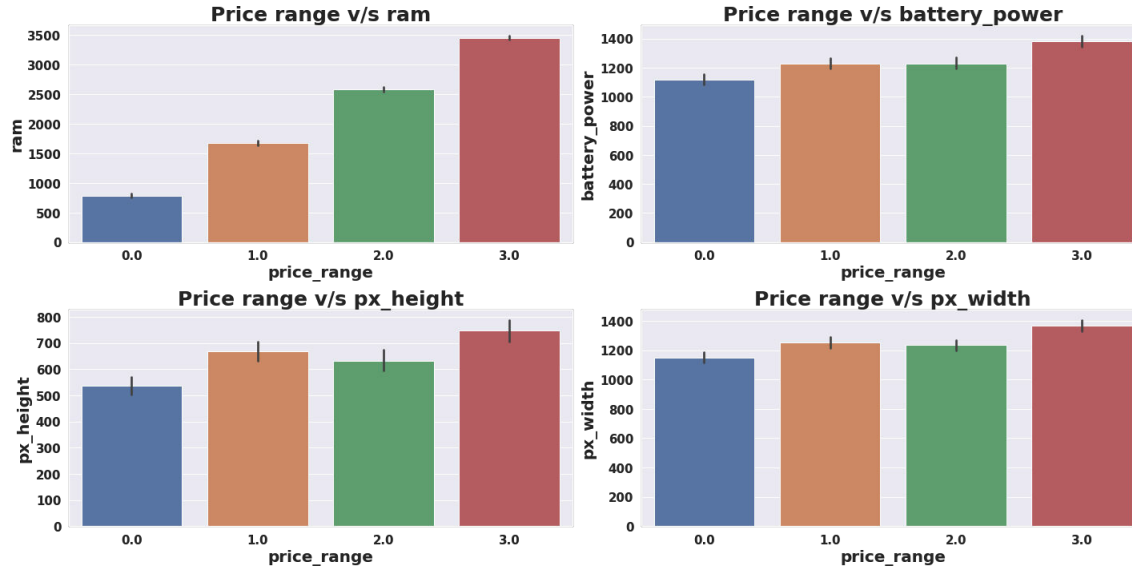 Price range v/s ram
3500
3000
2500
2000
1500
1000
500
0
ram
0.0 1.0 2.0 3.0
price_range
Price range v/s battery_power
1400
1200
1000
800
600
400
200
0
battery_power
0.0 1.0 2.0 3.0
price_range
Price range v/s px_height
800
700
600
500
400
300
200
100
0
px_height
0.0 1.0 2.0 3.0
price_range
Price range v/s px_width
1400
1200
1000
800
600
400
200
0
px_width
0.0 1.0 2.0 3.0
price_range